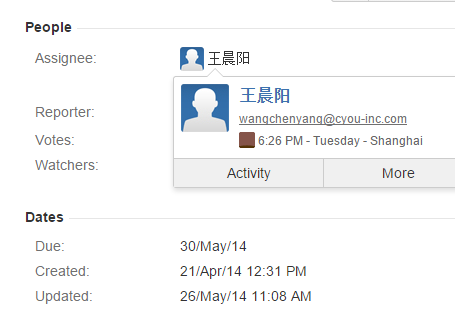 People
Assignee: 王晨阳
王晨阳
wangchenyang@cyou-inc.com
Reporter:
Votes: 6:26 PM - Tuesday - Shanghai
Watchers:
Activity More
Dates
Due: 30/May/14
Created: 21/Apr/14 12:31 PM
Updated: 26/May/14 11:08 AM